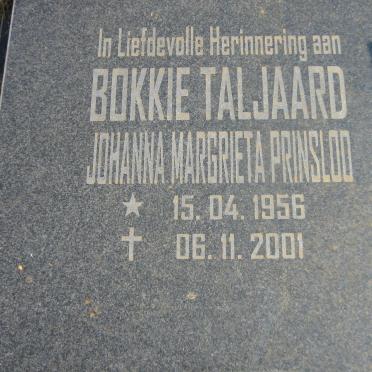 In Liefdevolle Herinnering aan
BOKKIE TALJAARD
JOHANNA MARGRIETA PRINSLOO
15. 04. 1956
06. 11. 2001